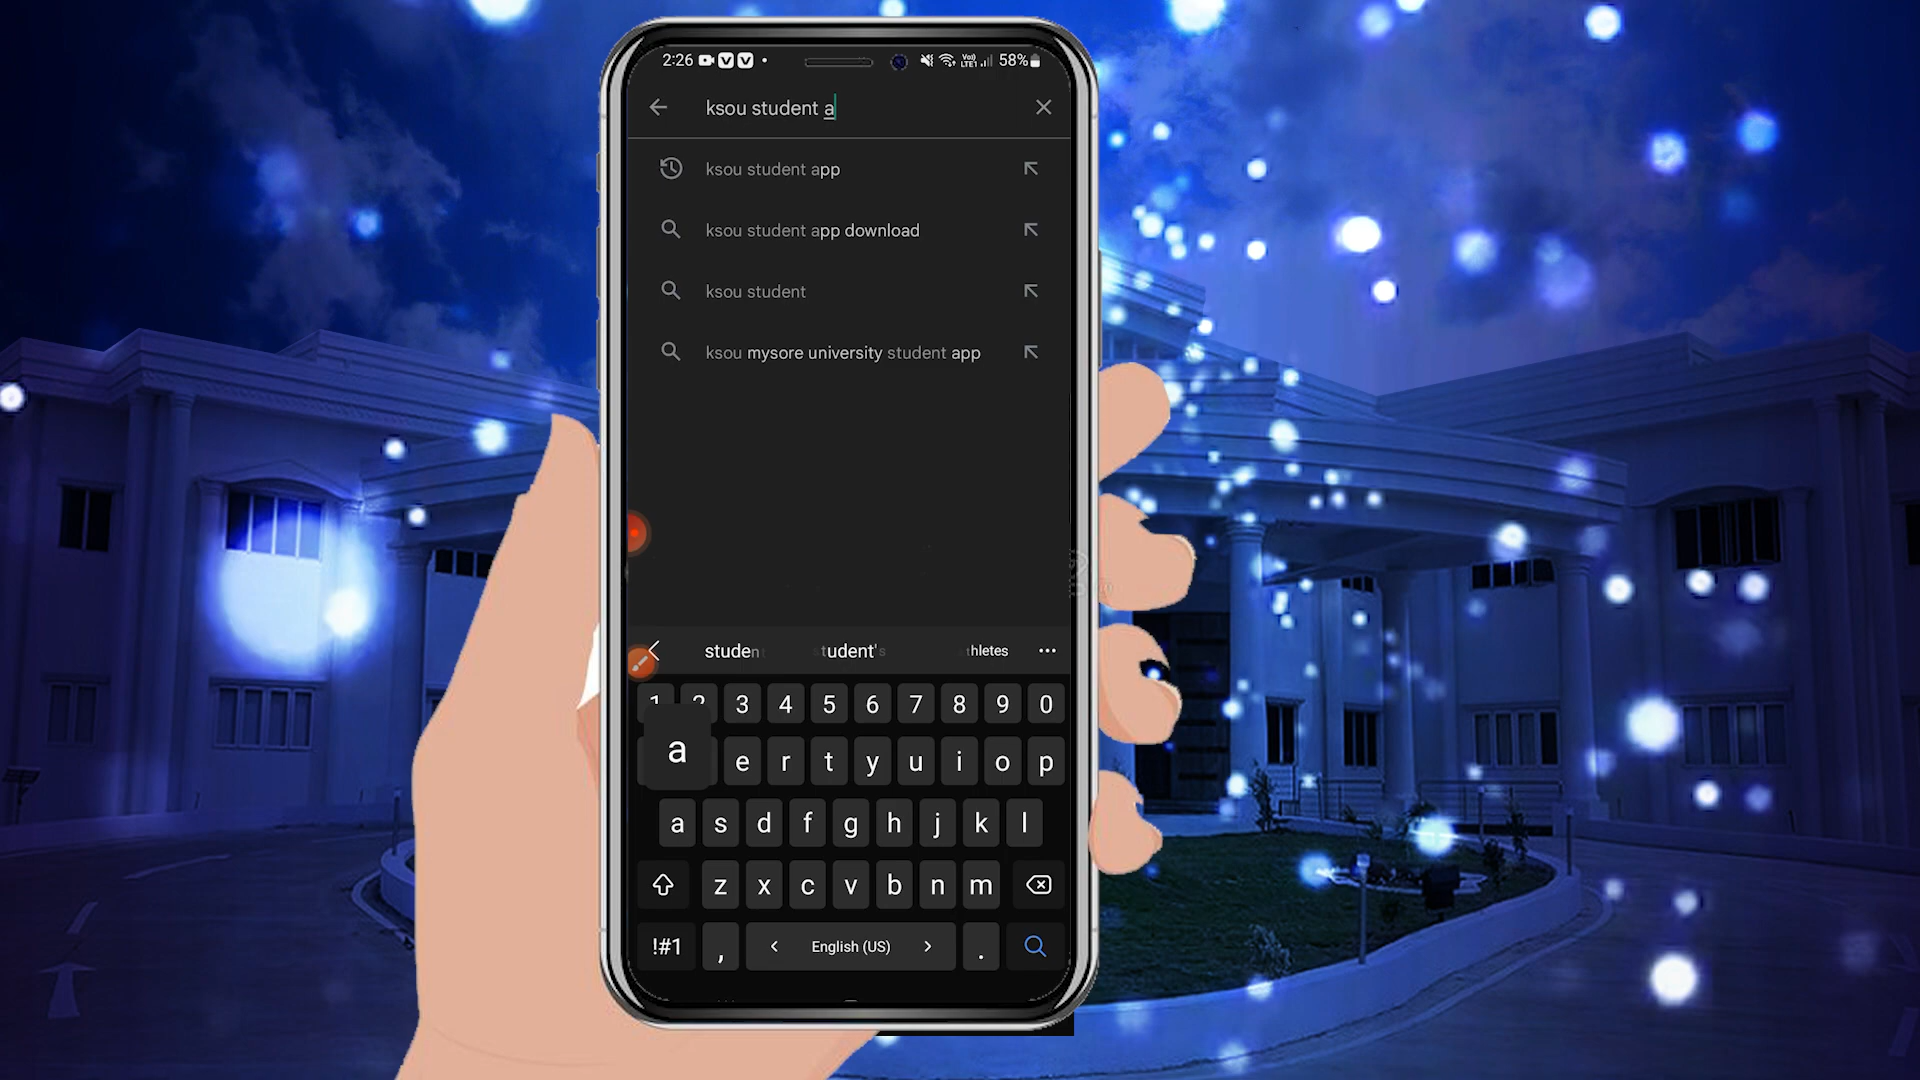 2:26 58%
ksou student a
ksou student app
ksou student app download
ksou student
ksou mysore university student app
studen tudent's hletes ...
1 2 3 4 5 6 7 8 9 0
a e r t y u i o p
a s d f g h j k l
z x c v b n m
!#1 , < English (US) > .